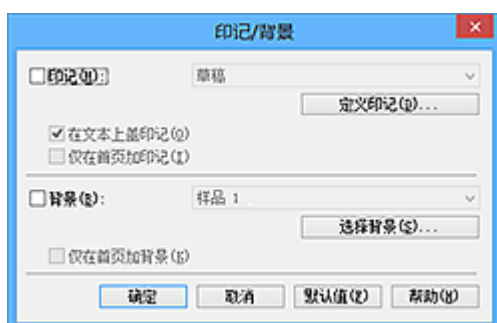 印记/背景
印记(W): 草稿
定义印记(D)...
在文本上盖印记(O)
仅在首页加印记(I)
背景(R): 样品 1
选择背景(S)...
仅在首页加背景(B)
确定 取消 默认值(F) 帮助(H)